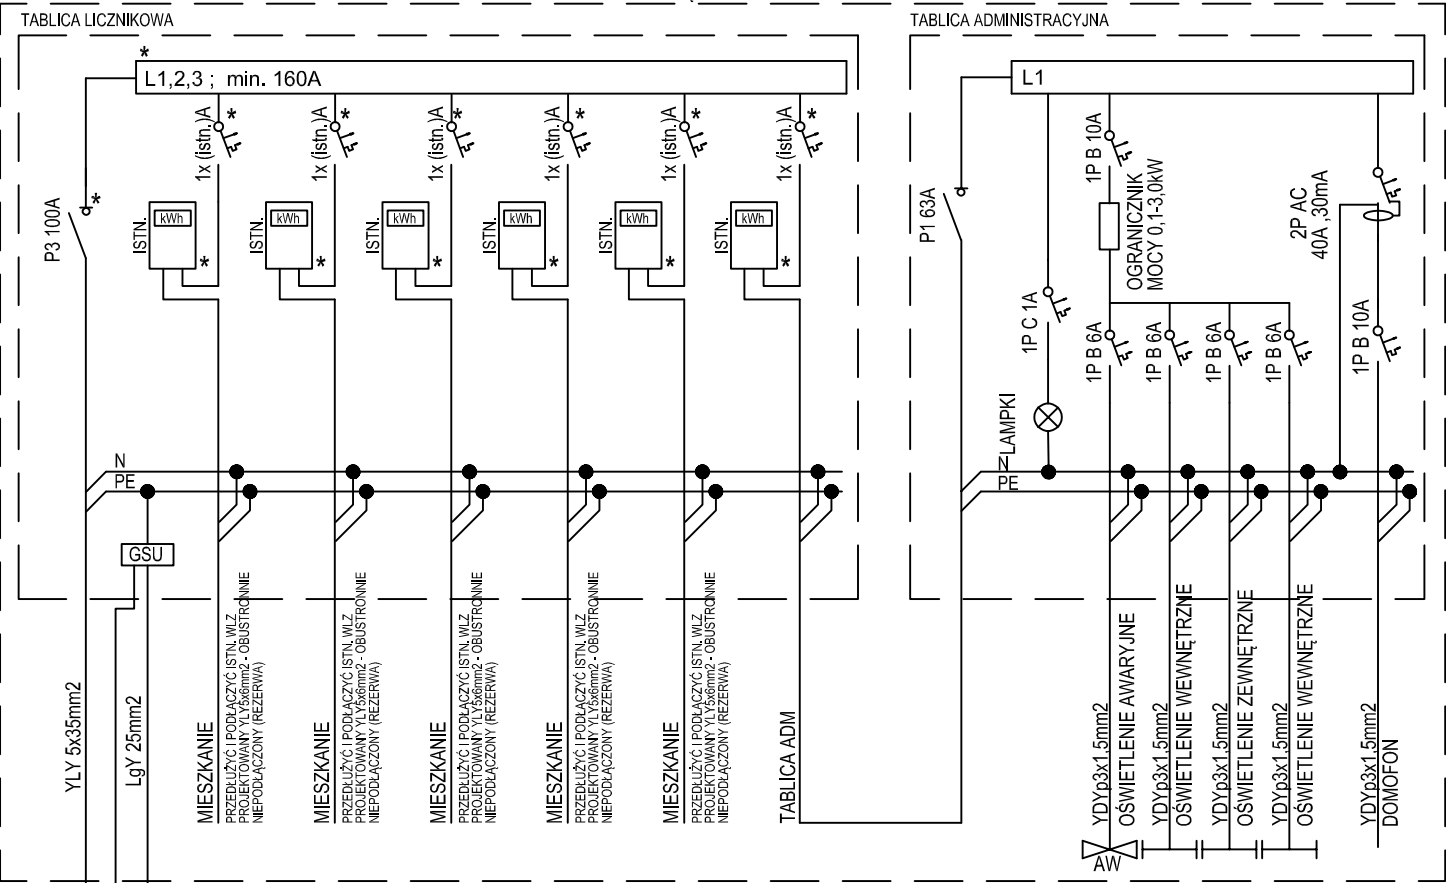 TABLICA LICZNIKOWA
*
L1,2,3 ; min. 160A
1x (istn.)A *
1x (istn.)A *
1x (istn.)A *
1x (istn.)A *
1x (istn.)A *
1x (istn.)A *
P3 100A *
ISTN. kWh *
ISTN. kWh *
ISTN. kWh *
ISTN. kWh *
ISTN. kWh *
ISTN. kWh *
N
PE
GSU
YLY 5x35mm2
LgY 25mm2
MIESZKANIE
PRZEDŁUŻYĆ I PODŁĄCZYĆ ISTN. WLZ
PROJEKTOWANY YLY5x6mm2 - OBUSTRONNIE
NIEPODŁĄCZONY (REZERWA)
MIESZKANIE
PRZEDŁUŻYĆ I PODŁĄCZYĆ ISTN. WLZ
PROJEKTOWANY YLY5x6mm2 - OBUSTRONNIE
NIEPODŁĄCZONY (REZERWA)
MIESZKANIE
PRZEDŁUŻYĆ I PODŁĄCZYĆ ISTN. WLZ
PROJEKTOWANY YLY5x6mm2 - OBUSTRONNIE
NIEPODŁĄCZONY (REZERWA)
MIESZKANIE
PRZEDŁUŻYĆ I PODŁĄCZYĆ ISTN. WLZ
PROJEKTOWANY YLY5x6mm2 - OBUSTRONNIE
NIEPODŁĄCZONY (REZERWA)
MIESZKANIE
PRZEDŁUŻYĆ I PODŁĄCZYĆ ISTN. WLZ
PROJEKTOWANY YLY5x6mm2 - OBUSTRONNIE
NIEPODŁĄCZONY (REZERWA)
TABLICA ADM
TABLICA ADMINISTRACYJNA
L1
P1 63A
1P C 1A
LAMPKI
1P B 10A
OGRANICZNIK
MOCY 0,1-3,0kW
2P AC
40A ,30mA
1P B 6A
1P B 6A
1P B 6A
1P B 6A
1P B 10A
N
PE
YDYp3x1,5mm2
OŚWIETLENIE AWARYJNE
YDYp3x1,5mm2
OŚWIETLENIE WEWNĘTRZNE
YDYp3x1,5mm2
OŚWIETLENIE ZEWNĘTRZNE
YDYp3x1,5mm2
OŚWIETLENIE WEWNĘTRZNE
YDYp3x1,5mm2
DOMOFON
AW